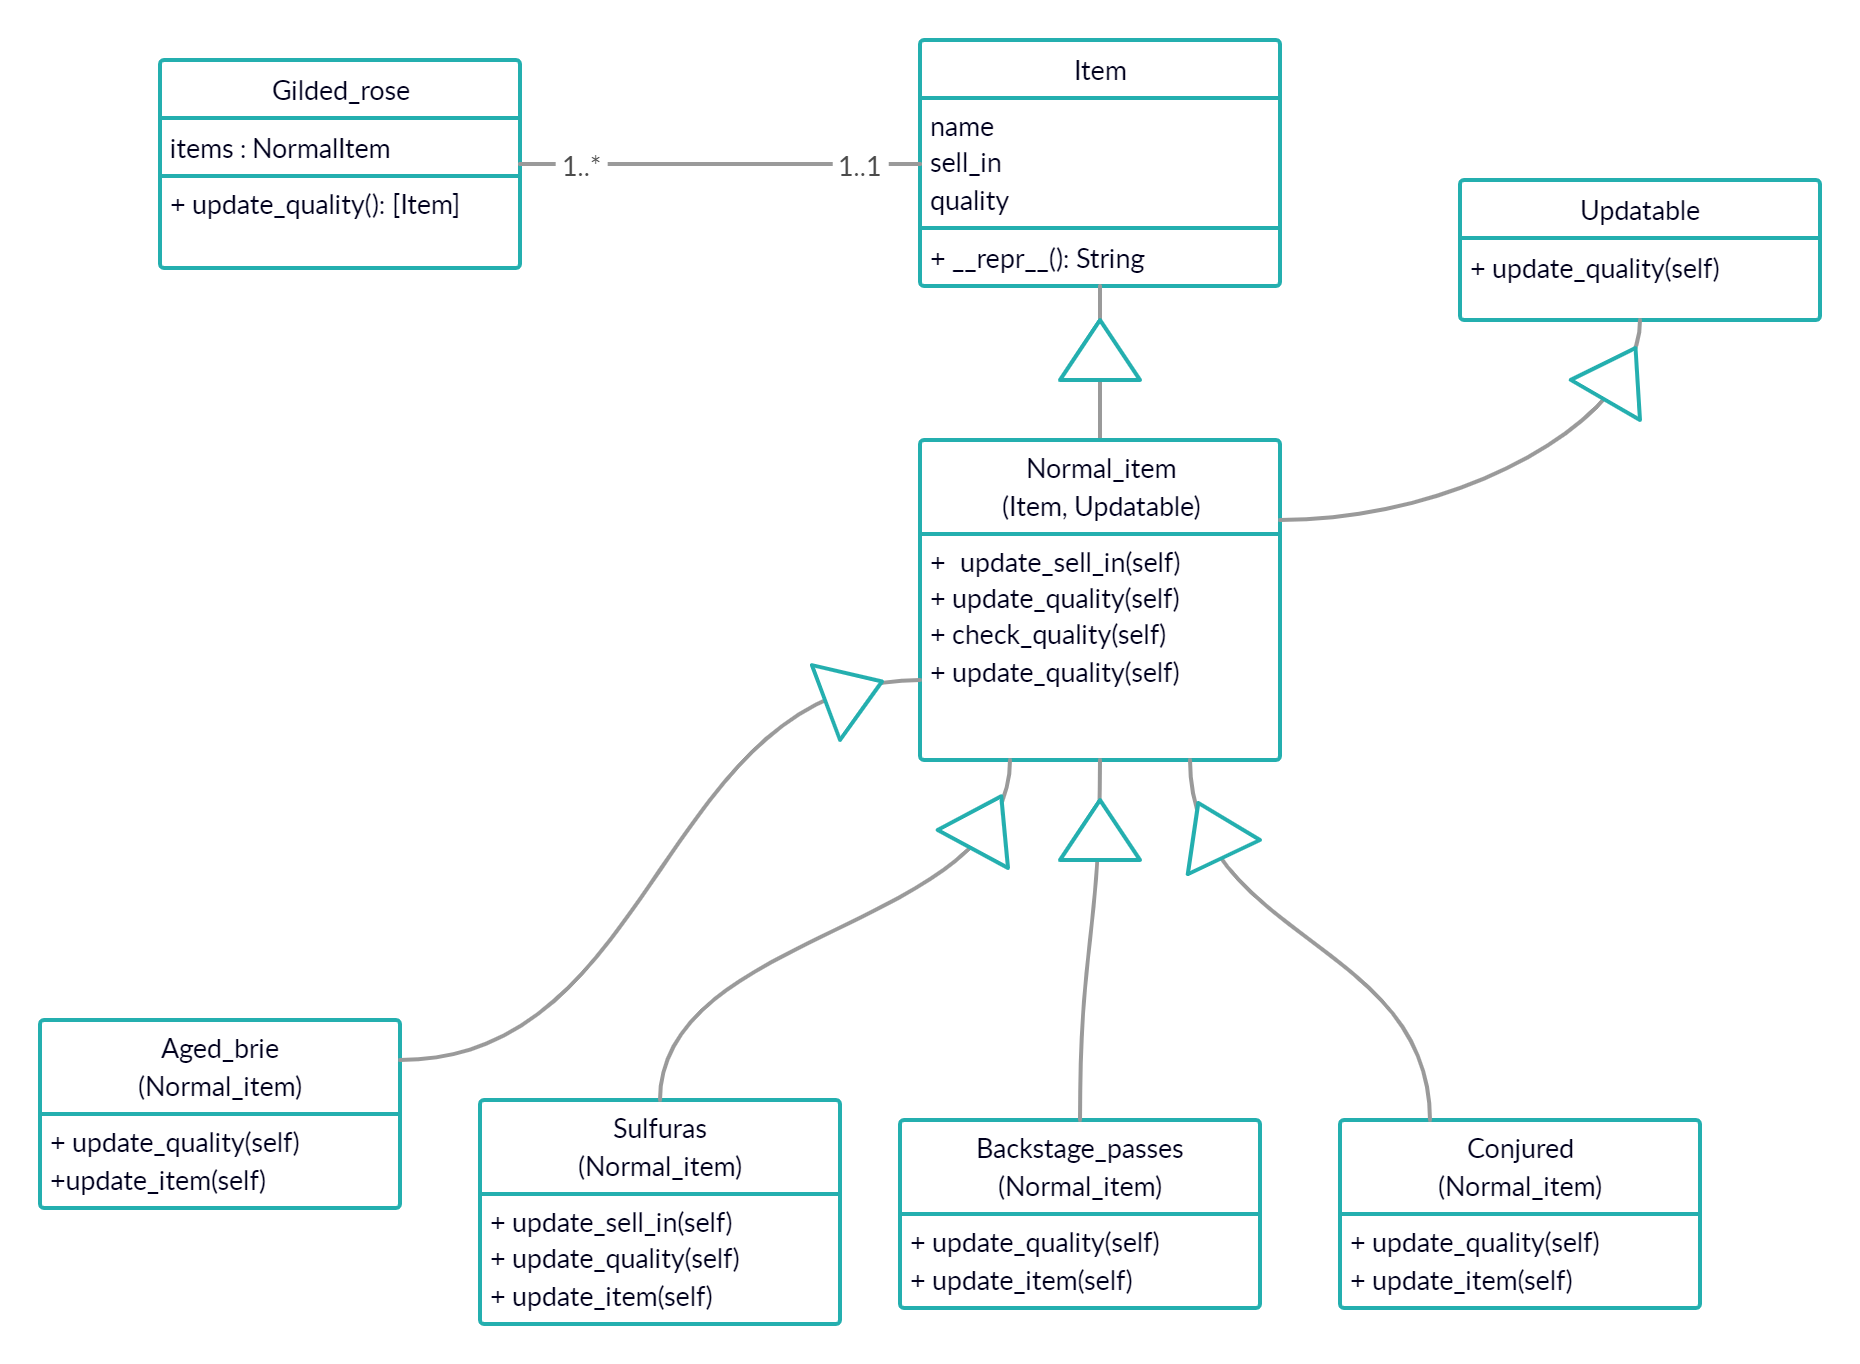 Gilded_rose
items : NormalItem
+ update_quality(): [Item]
1..*
1..1
Item
name
sell_in
quality
+ __repr__(): String
Updatable
+ update_quality(self)
Normal_item
(Item, Updatable)
+  update_sell_in(self)
+ update_quality(self)
+ check_quality(self)
+ update_quality(self)
Aged_brie
(Normal_item)
+ update_quality(self)
+update_item(self)
Sulfuras
(Normal_item)
+ update_sell_in(self)
+ update_quality(self)
+ update_item(self)
Backstage_passes
(Normal_item)
+ update_quality(self)
+ update_item(self)
Conjured
(Normal_item)
+ update_quality(self)
+ update_item(self)